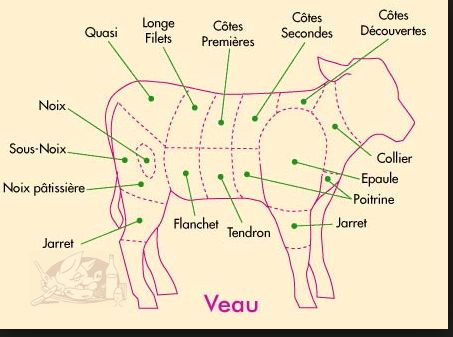 Quasi
Longe
Filets
Côtes
Premières
Côtes
Secondes
Côtes
Découvertes
Noix
Sous-Noix
Noix pâtissière
Jarret
Flanchet
Tendron
Collier
Epaule
Poitrine
Jarret
Veau